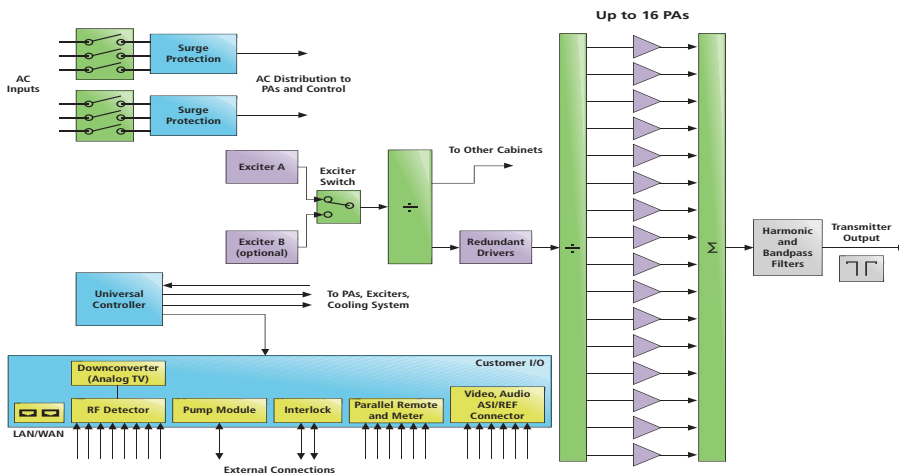 Up to 16 PAs
AC
Inputs
Surge
Protection
AC Distribution to
PAs and Control
Surge
Protection
To Other Cabinets
Exciter A
Exciter
Switch
÷
Exciter B
(optional)
Redundant
Drivers
÷
Σ
Harmonic
and
Bandpass
Filters
Transmitter
Output
Universal
Controller
To PAs, Exciters,
Cooling System
Customer I/O
Downconverter
(Analog TV)
LAN/WAN
RF Detector
Pump Module
Interlock
Parallel Remote
and Meter
Video, Audio
ASI/REF
Connector
External Connections